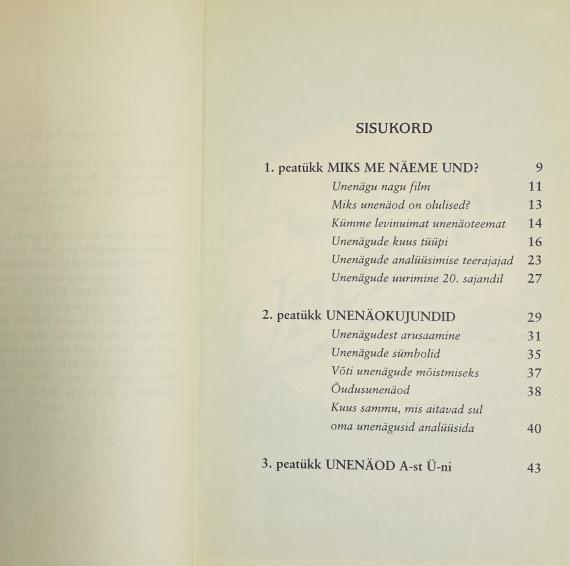 SISUKORD
1. peatükk MIKS ME NÄEME UND? 9
Unenägu nagu film 11
Miks unenäod on olulised? 13
Kümme levinuimat unenäoteemat 14
Unenägude kuus tüüpi 16
Unenägude analüüsimise teerajajad 23
Unenägude uurimine 20. sajandil 27
2. peatükk UNENÄOKUJUNDID 29
Unenägudest arusaamine 31
Unenägude sümbolid 35
Võti unenägude mõistmiseks 37
Õudusunenäod 38
Kuus sammu, mis aitavad sul
oma unenägusid analüüsida 40
3. peatükk UNENÄOD A-st Ü-ni 43